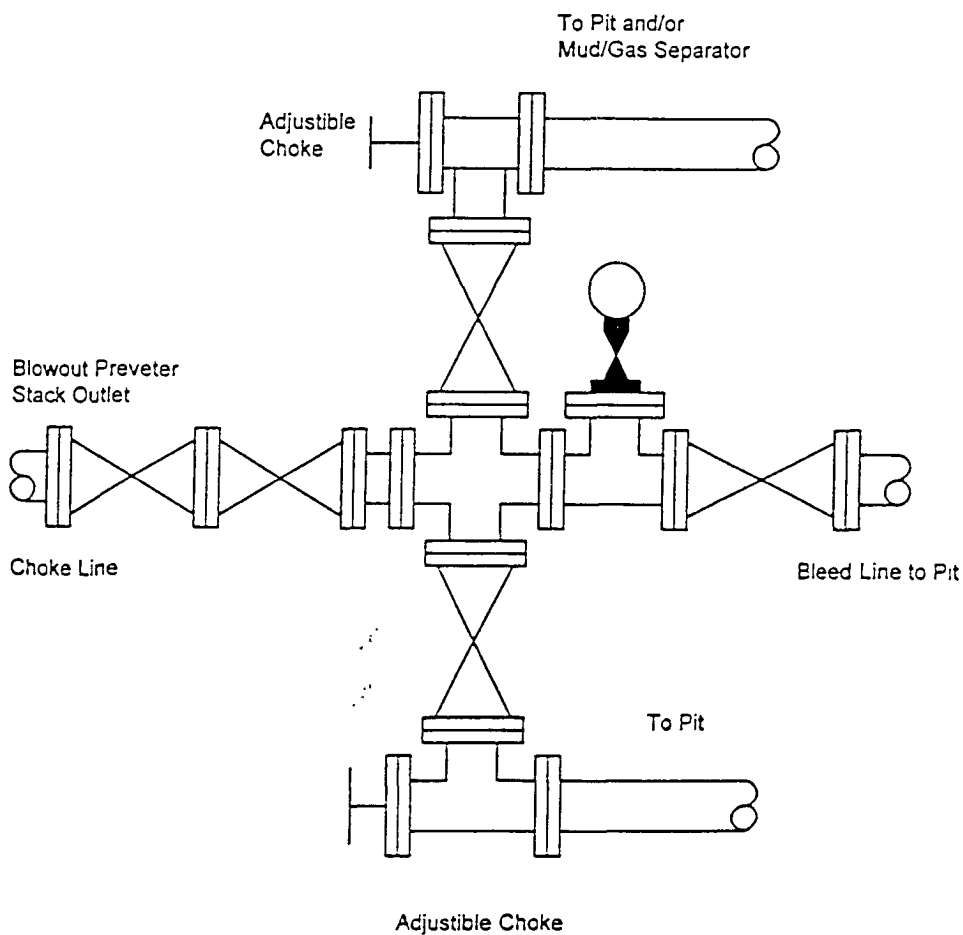 To Pit and/or
Mud/Gas Separator
Adjustible
Choke
Blowout Preveter
Stack Outlet
Choke Line
Bleed Line to Pit
To Pit
Adjustible Choke